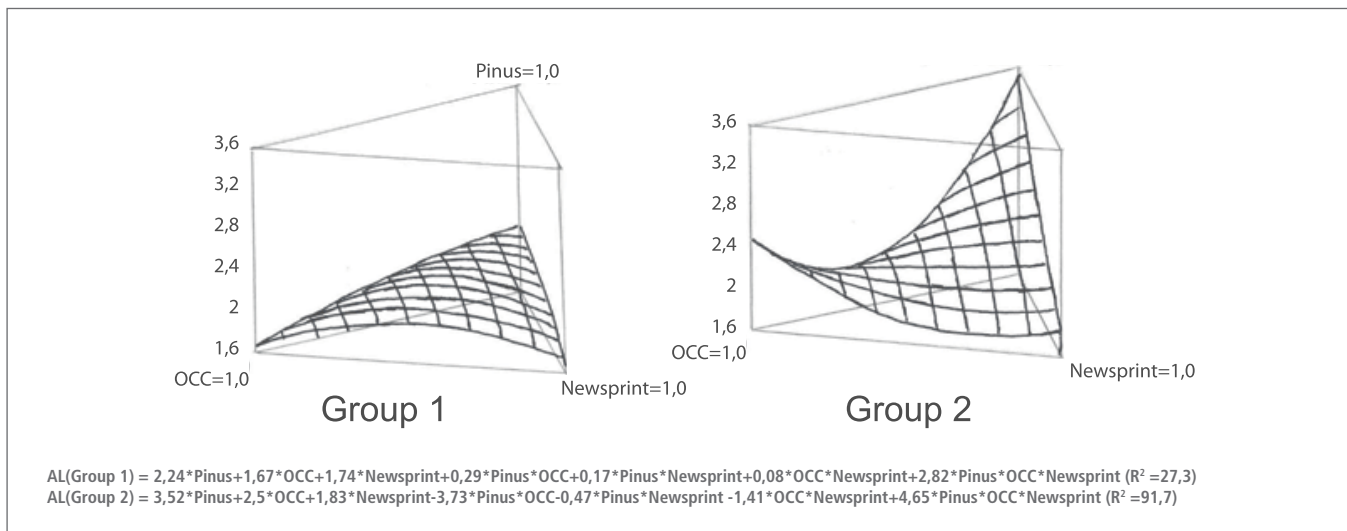 Pinus=1,0
3,6
3,2
2,8
2,4
2
1,6
OCC=1,0
Newsprint=1,0
Group 1
3,6
3,2
2,8
2,4
2
1,6
OCC=1,0
Newsprint=1,0
Group 2
AL(Group 1) = 2,24*Pinus+1,67*OCC+1,74*Newsprint+0,29*Pinus*OCC+0,17*Pinus*Newsprint+0,08*OCC*Newsprint+2,82*Pinus*OCC*Newsprint (R² =27,3)
AL(Group 2) = 3,52*Pinus+2,5*OCC+1,83*Newsprint-3,73*Pinus*OCC-0,47*Pinus*Newsprint -1,41*OCC*Newsprint+4,65*Pinus*OCC*Newsprint (R² =91,7)